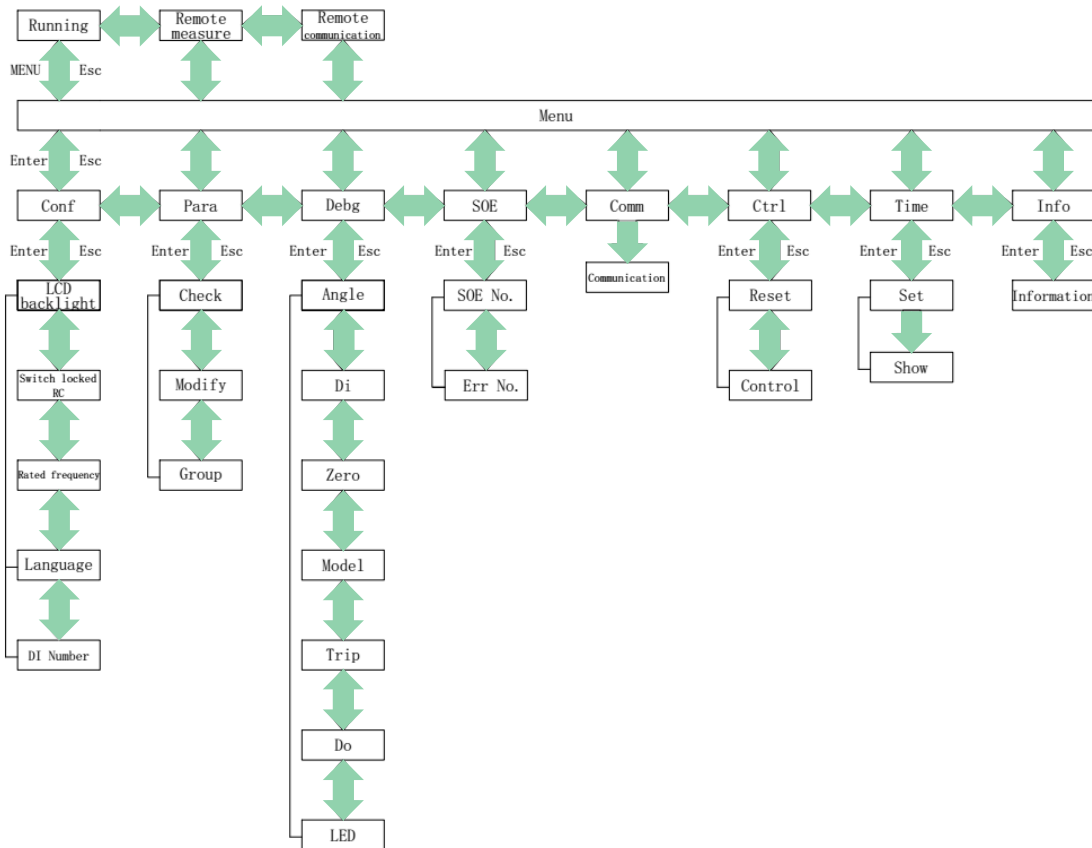 Running
Remote
measure
Remote
communication
MENU Esc
Menu
Enter Esc
Conf
Para
Debg
SOE
Comm
Ctrl
Time
Info
Enter Esc
Enter Esc
Enter Esc
Enter Esc
Enter Esc
Enter Esc
Enter Esc
LCD
backlight
Check
Angle
SOE No.
Communication
Reset
Set
Information
Switch locked
RC
Modify
Di
Err No.
Control
Show
Rated frequency
Group
Zero
Language
Model
DI Number
Trip
Do
LED